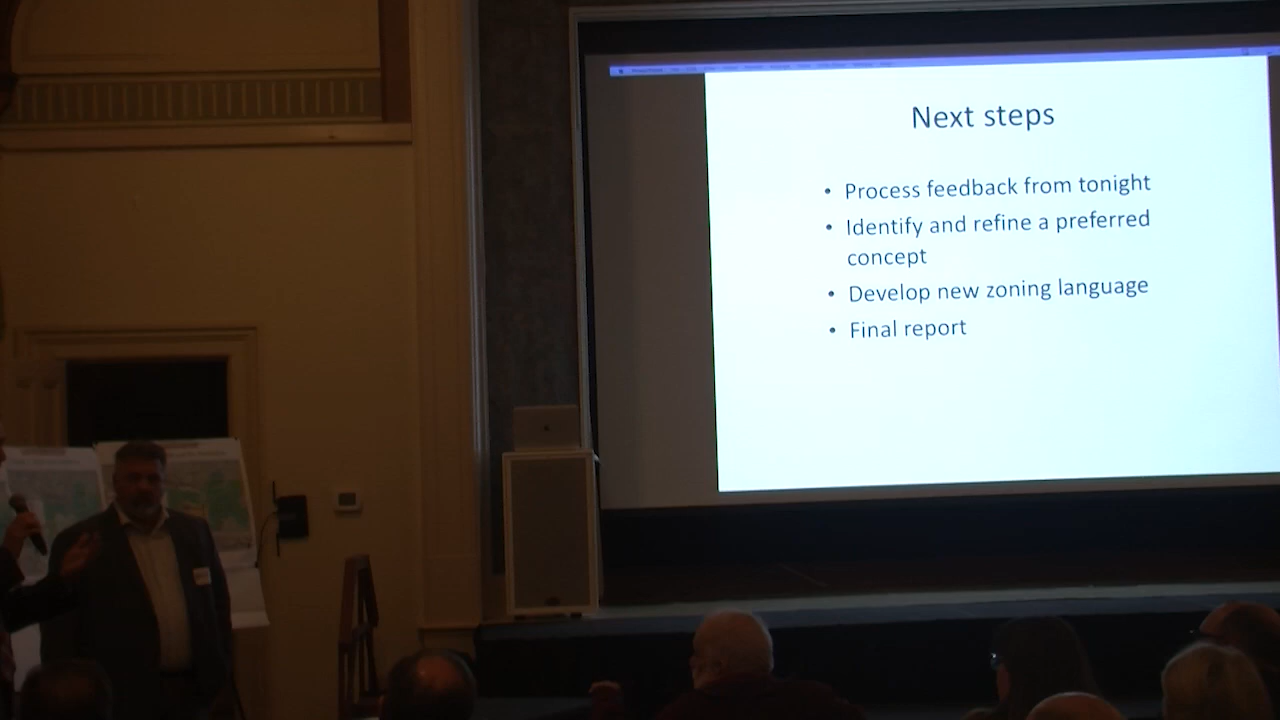 Next steps
• Process feedback from tonight
• Identify and refine a preferred
concept
• Develop new zoning language
• Final report